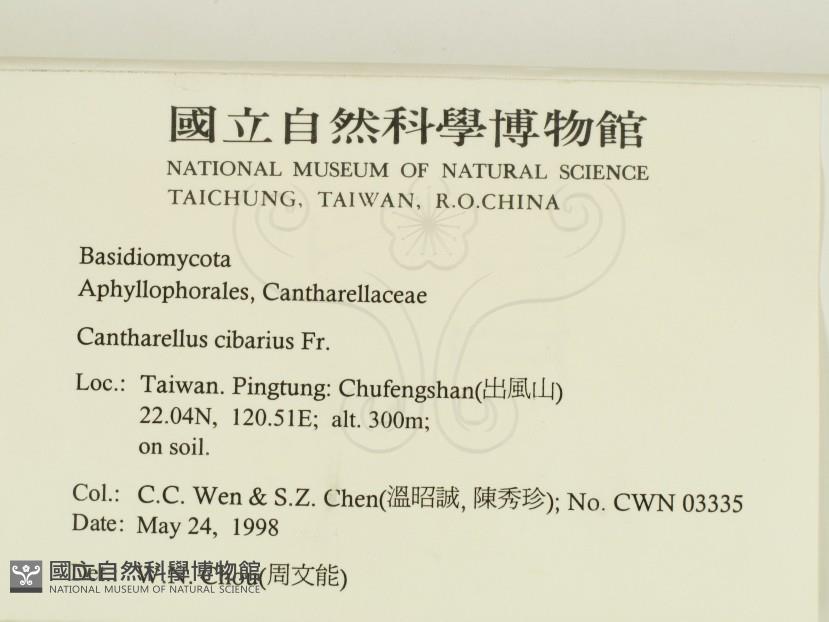 國立自然科學博物館
NATIONAL MUSEUM OF NATURAL SCIENCE
TAICHUNG, TAIWAN, R.O.CHINA
Basidiomycota
Aphyllophorales, Cantharellaceae
Cantharellus cibarius Fr.
Loc.: Taiwan. Pingtung: Chufengshan(出風山)
22.04N, 120.51E; alt. 300m;
on soil.
Col.: C.C. Wen & S.Z. Chen(溫昭誠, 陳秀珍); No. CWN 03335
Date: May 24, 1998
Det.: W.N. Chou(周文能)
國立自然科學博物館
NATIONAL MUSEUM OF NATURAL SCIENCE